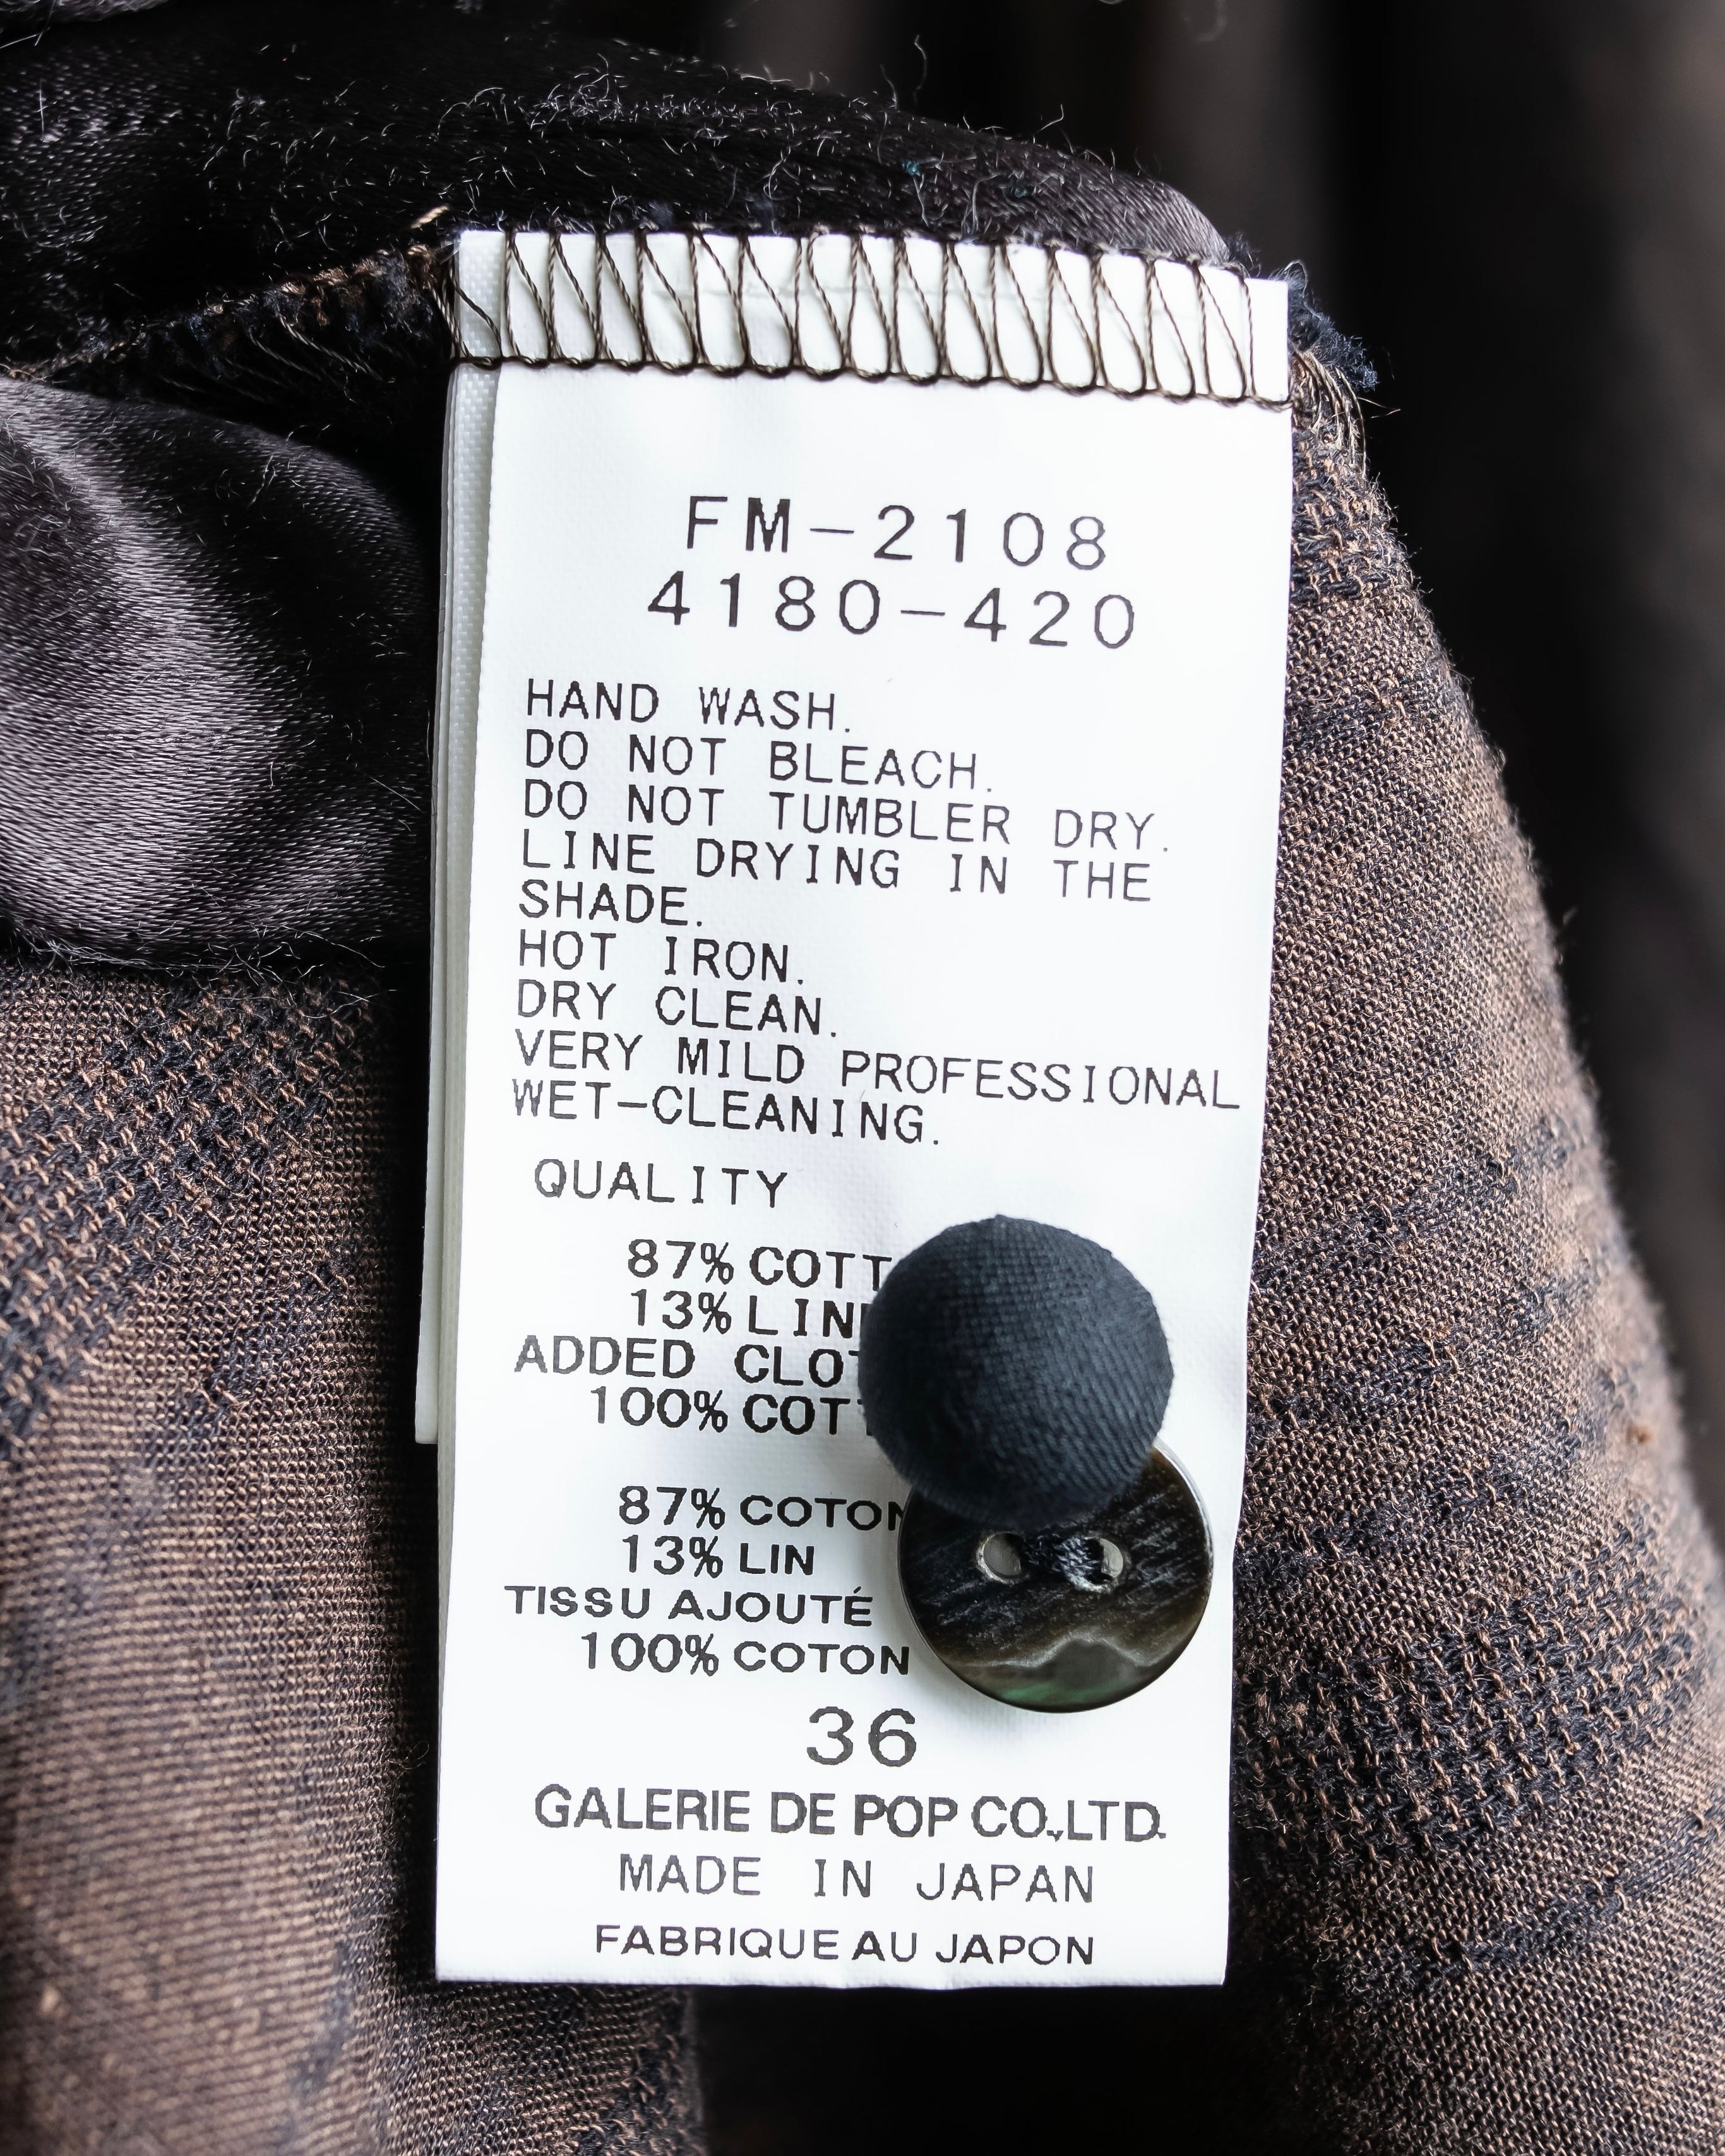 FM-2108
4180-420
HAND WASH.
DO NOT BLEACH.
DO NOT TUMBLER DRY.
LINE DRYING IN THE
SHADE.
HOT IRON.
DRY CLEAN.
VERY MILD PROFESSIONAL
WET-CLEANING.
QUALITY
87% COTT
13% LIN
ADDED CLO
100% COT
87% COTON
13% LIN
TISSU AJOUTÉ
100% COTON
36
GALERIE DE POP CO.,LTD.
MADE IN JAPAN
FABRIQUE AU JAPON